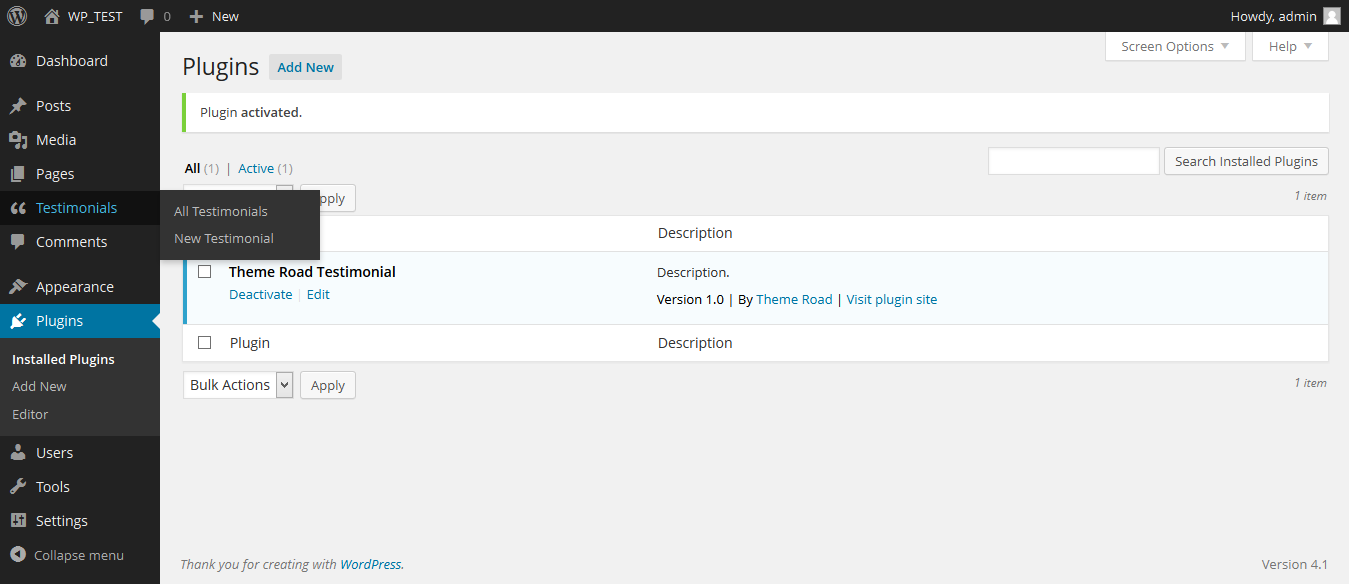 WP_TEST 0 New Howdy, admin
Dashboard
Posts
Media
Pages
Testimonials
All Testimonials
New Testimonial
Comments
Appearance
Plugins
Installed Plugins
Add New
Editor
Users
Tools
Settings
Collapse menu
Screen Options Help
Plugins Add New
Plugin activated.
All (1) | Active (1)
Search Installed Plugins
1 item
Description
Theme Road Testimonial Description.
Deactivate | Edit Version 1.0 | By Theme Road | Visit plugin site
Plugin Description
Bulk Actions Apply
1 item
Thank you for creating with WordPress. Version 4.1